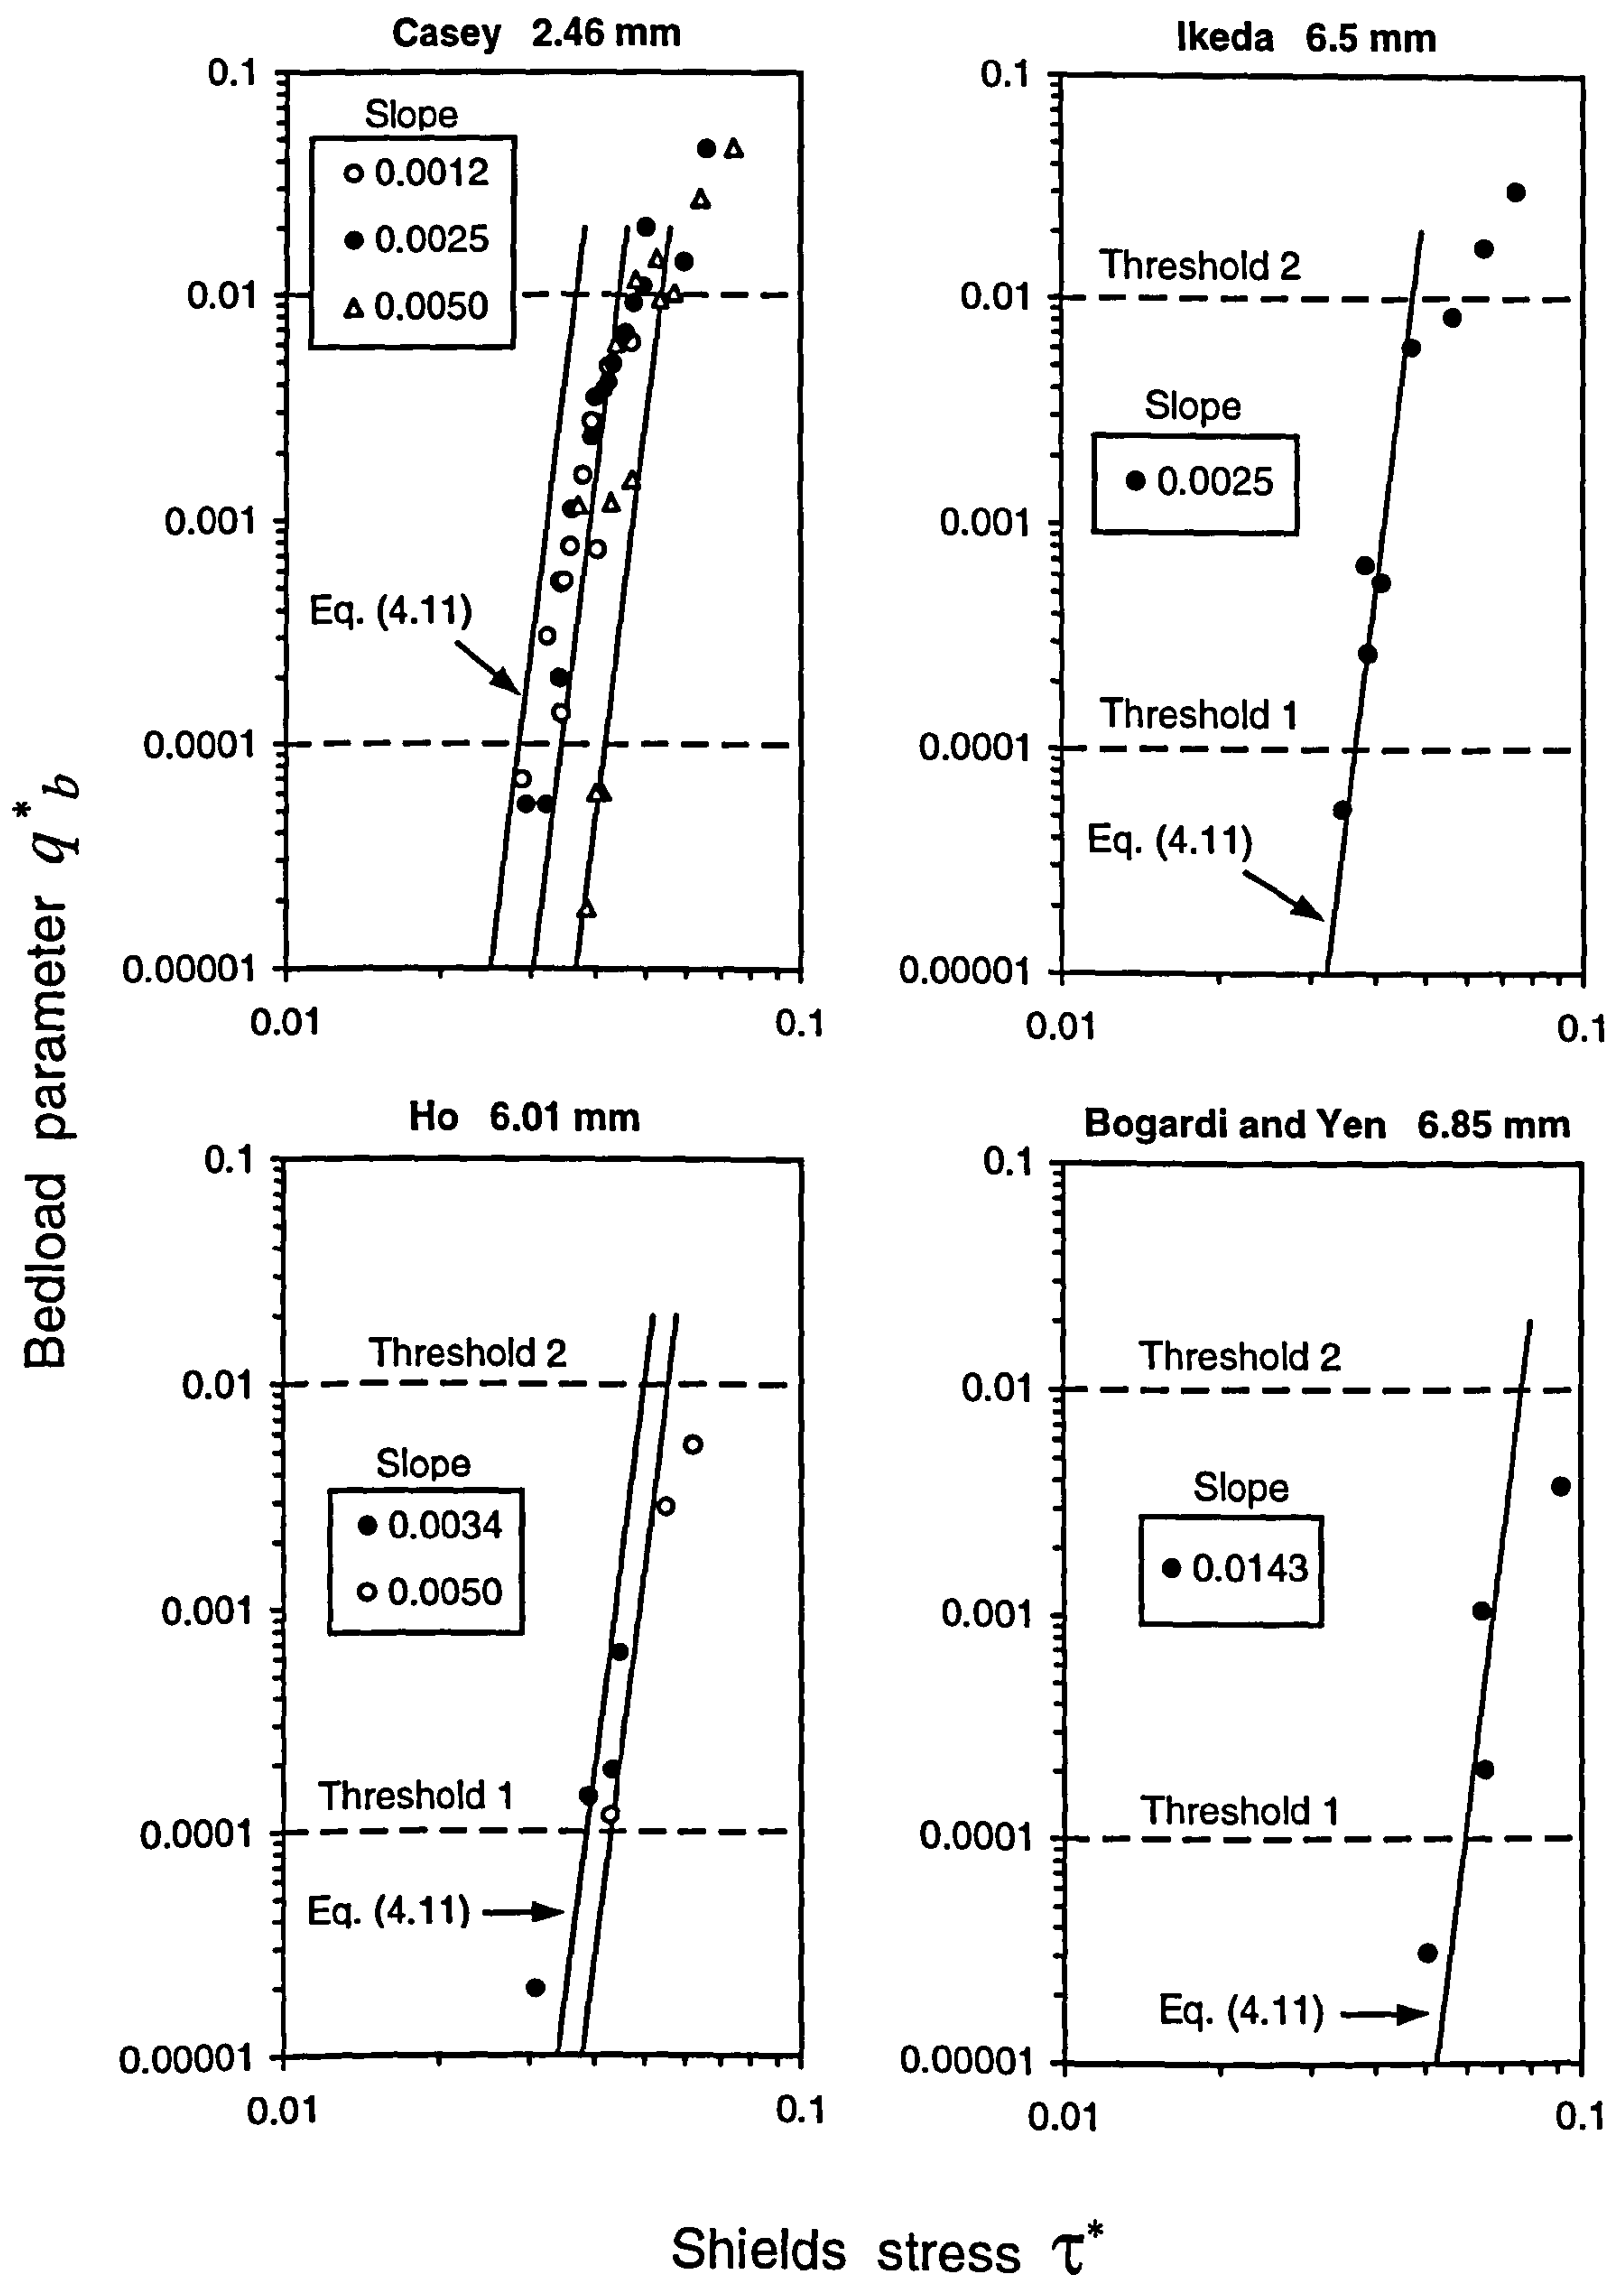 Casey 2.46 mm
0.1
Slope
0.0012
0.0025
0.0050
0.01
0.001
Eq. (4.11)
0.0001
0.00001
0.01
0.1
Ikeda 6.5 mm
0.1
Threshold 2
0.01
Slope
0.0025
0.001
Threshold 1
0.0001
Eq. (4.11)
0.00001
0.01
0.1
Bedload parameter q*b
Ho 6.01 mm
0.1
Threshold 2
0.01
Slope
0.0034
0.0050
0.001
Threshold 1
0.0001
Eq. (4.11)
0.00001
0.01
0.1
Bogardi and Yen 6.85 mm
0.1
Threshold 2
0.01
Slope
0.0143
0.001
Threshold 1
0.0001
Eq. (4.11)
0.00001
0.01
0.1
Shields stress τ*